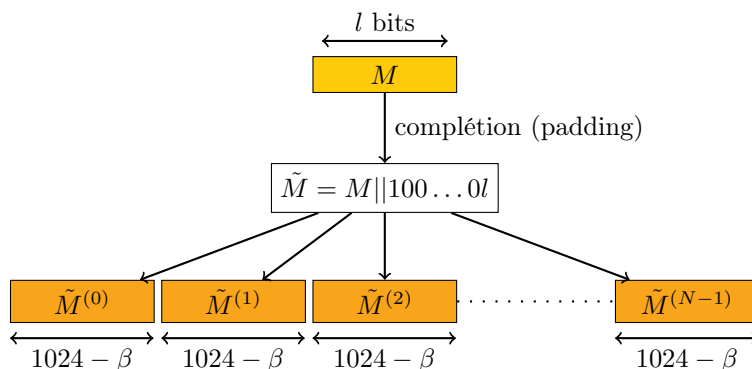 l bits
M
complétion (padding)
M̃ = M||100 . . . 0l
M̃⁽⁰⁾ M̃⁽¹⁾ M̃⁽²⁾ M̃⁽ᴺ⁻¹⁾
1024 − β 1024 − β 1024 − β 1024 − β